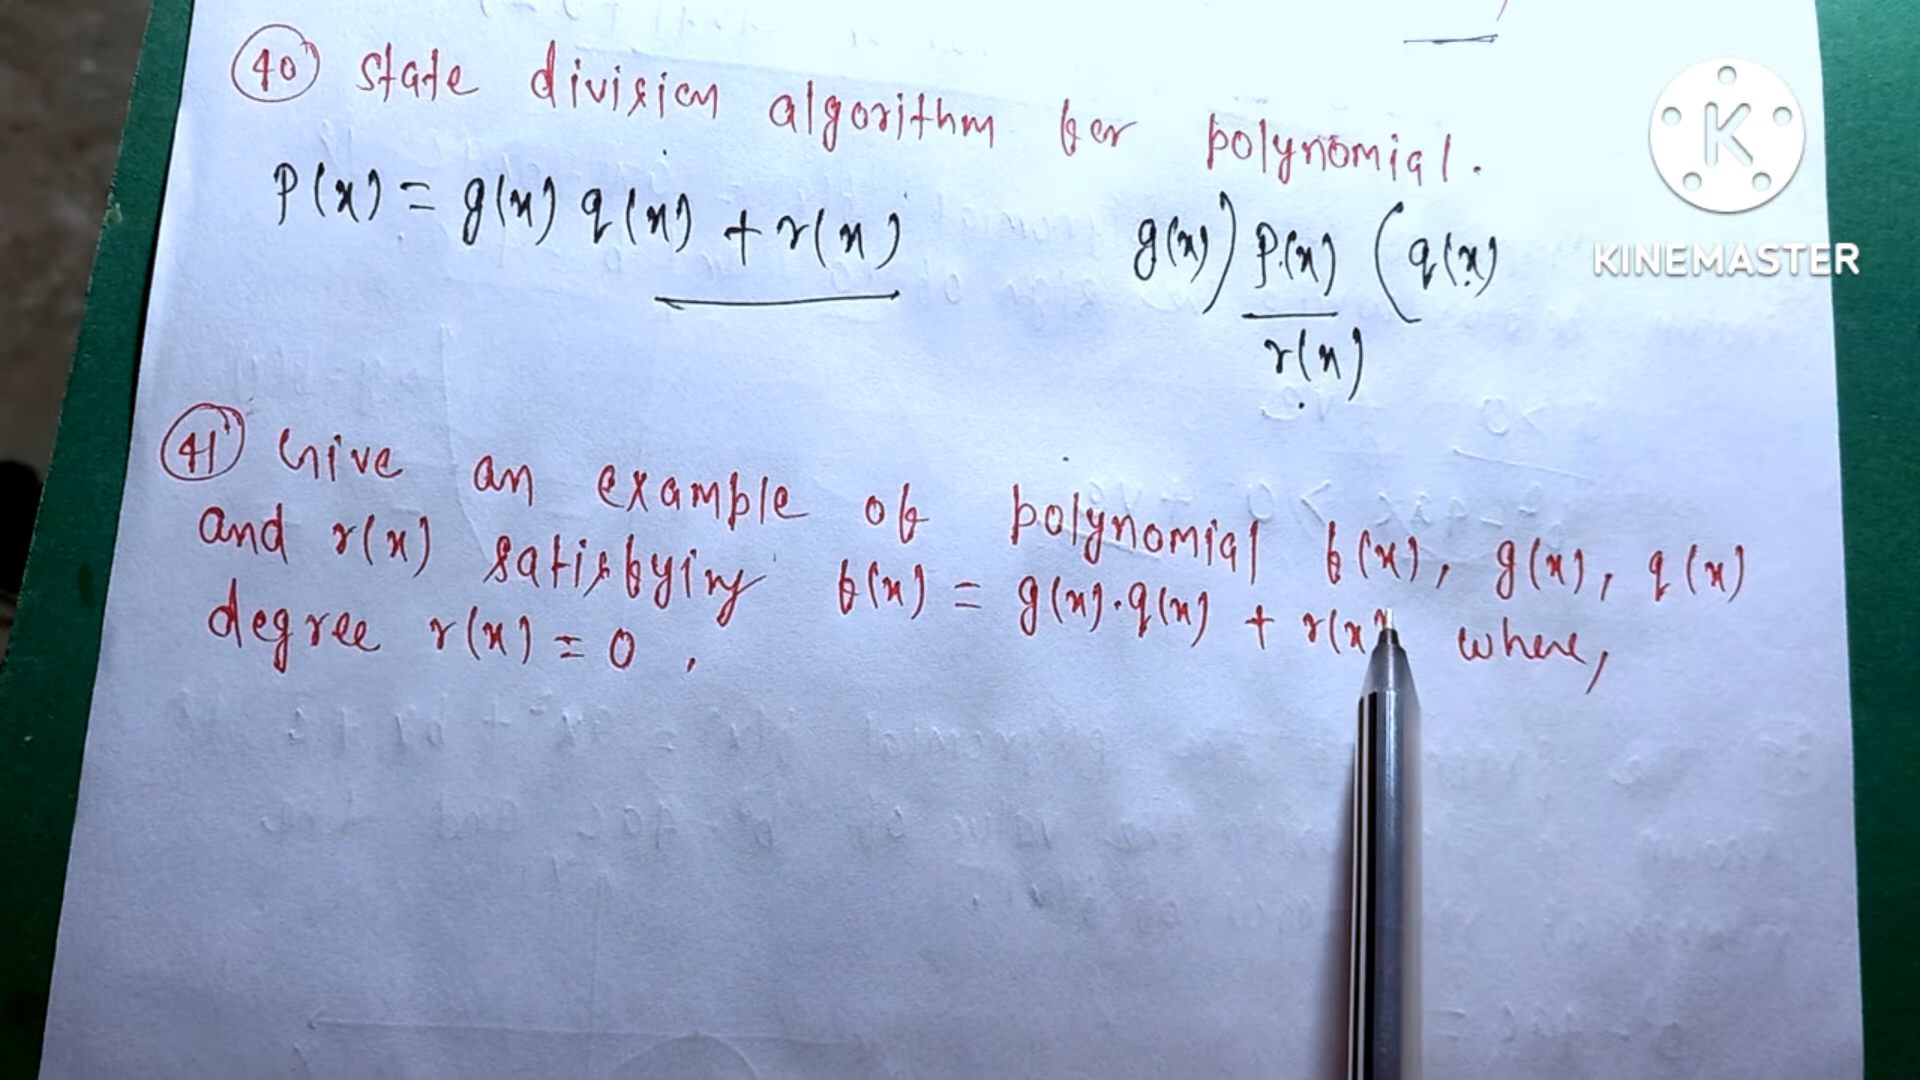 40 State division algorithm for polynomial.
P(x) = g(x) q(x) + r(x)
g(x) ) P(x) ( q(x)
r(x)
41 Give an example of polynomial f(x), g(x), q(x)
and r(x) satisfying f(x) = g(x).q(x) + r(x) where,
degree r(x) = 0.
K
KINEMASTER